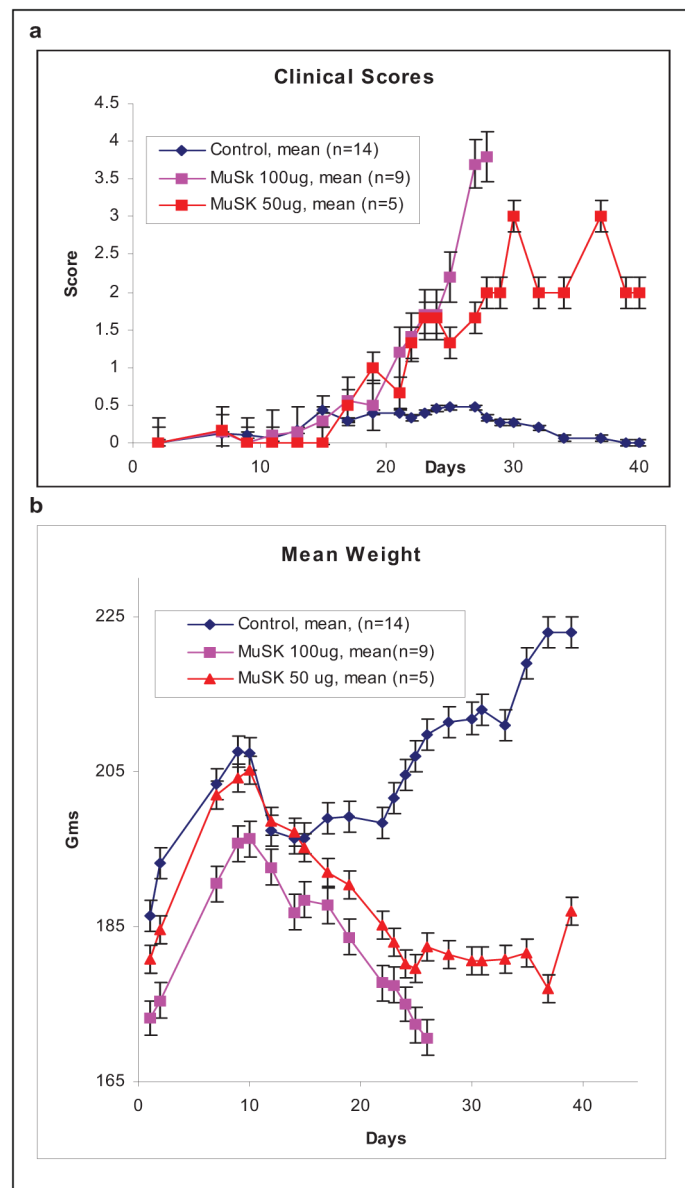 a
Clinical Scores
4.5
4
3.5
3
2.5
2
1.5
1
0.5
0
Score
Control, mean (n=14)
MuSk 100ug, mean (n=9)
MuSK 50ug, mean (n=5)
0 10 20 30 40
Days
b
Mean Weight
225
205
185
165
Gms
Control, mean, (n=14)
MuSK 100ug, mean(n=9)
MuSK 50 ug, mean (n=5)
0 10 20 30 40
Days